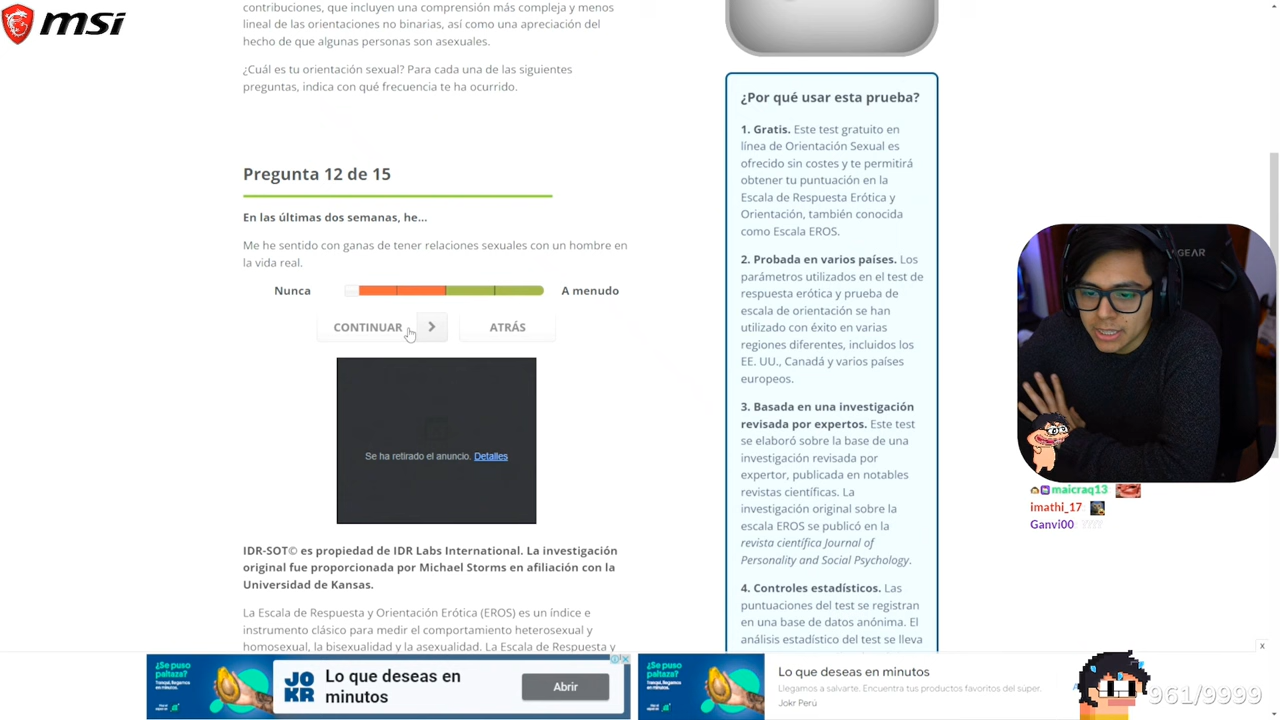 msi
contribuciones, que incluyen una comprensión más compleja y menos
lineal de las orientaciones no binarias, así como una apreciación del
hecho de que algunas personas son asexuales.
¿Cuál es tu orientación sexual? Para cada una de las siguientes
preguntas, indica con qué frecuencia te ha ocurrido.
Pregunta 12 de 15
En las últimas dos semanas, he...
Me he sentido con ganas de tener relaciones sexuales con un hombre en
la vida real.
Nunca
A menudo
CONTINUAR
ATRÁS
Se ha retirado el anuncio. Detalles
IDR-SOT© es propiedad de IDR Labs International. La investigación
original fue proporcionada por Michael Storms en afiliación con la
Universidad de Kansas.
La Escala de Respuesta y Orientación Erótica (EROS) es un índice e
instrumento clásico para medir el comportamiento heterosexual y
homosexual, la bisexualidad y la asexualidad. La Escala de Respuesta y
¿Por qué usar esta prueba?
1. Gratis. Este test gratuito en
línea de Orientación Sexual es
ofrecido sin costes y te permitirá
obtener tu puntuación en la
Escala de Respuesta Erótica y
Orientación, también conocida
como Escala EROS.
2. Probada en varios países. Los
parámetros utilizados en el test de
respuesta erótica y prueba de
escala de orientación se han
utilizado con éxito en varias
regiones diferentes, incluidos los
EE. UU., Canadá y varios países
europeos.
3. Basada en una investigación
revisada por expertos. Este test
se elaboró sobre la base de una
investigación revisada por
expertor, publicada en notables
revistas científicas. La
investigación original sobre la
escala EROS se publicó en la
revista científica Journal of
Personality and Social Psychology.
4. Controles estadísticos. Las
puntuaciones del test se registran
en una base de datos anónima. El
análisis estadístico del test se lleva
GEAR
maicraq13
imathi_17
Ganvi00 YYYY
¿Se puso
paltaza?
JO
KR
Lo que deseas en
minutos
Abrir
¿Se puso
paltaza?
Lo que deseas en minutos
Llegamos a salvarte. Encuentra tus productos favoritos del súper.
Jokr Perú
961/9999